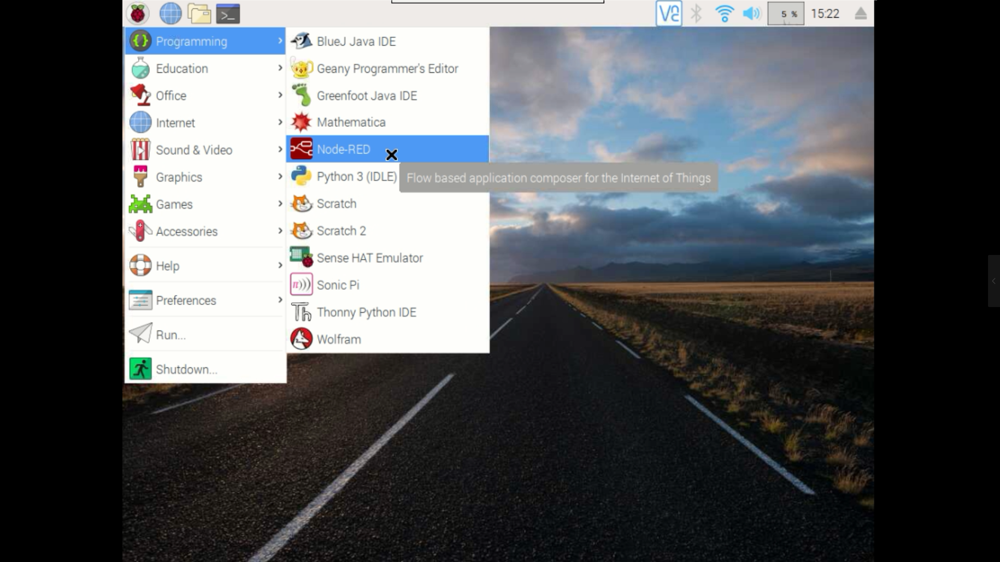 >_
VNC
5 %
15:22
Programming
Education
Office
Internet
Sound & Video
Graphics
Games
Accessories
Help
Preferences
Run...
Shutdown...
BlueJ Java IDE
Geany Programmer's Editor
Greenfoot Java IDE
Mathematica
Node-RED
Python 3 (IDLE)
Scratch
Scratch 2
Sense HAT Emulator
π)))
Sonic Pi
Th
Thonny Python IDE
Wolfram
Flow based application composer for the Internet of Things